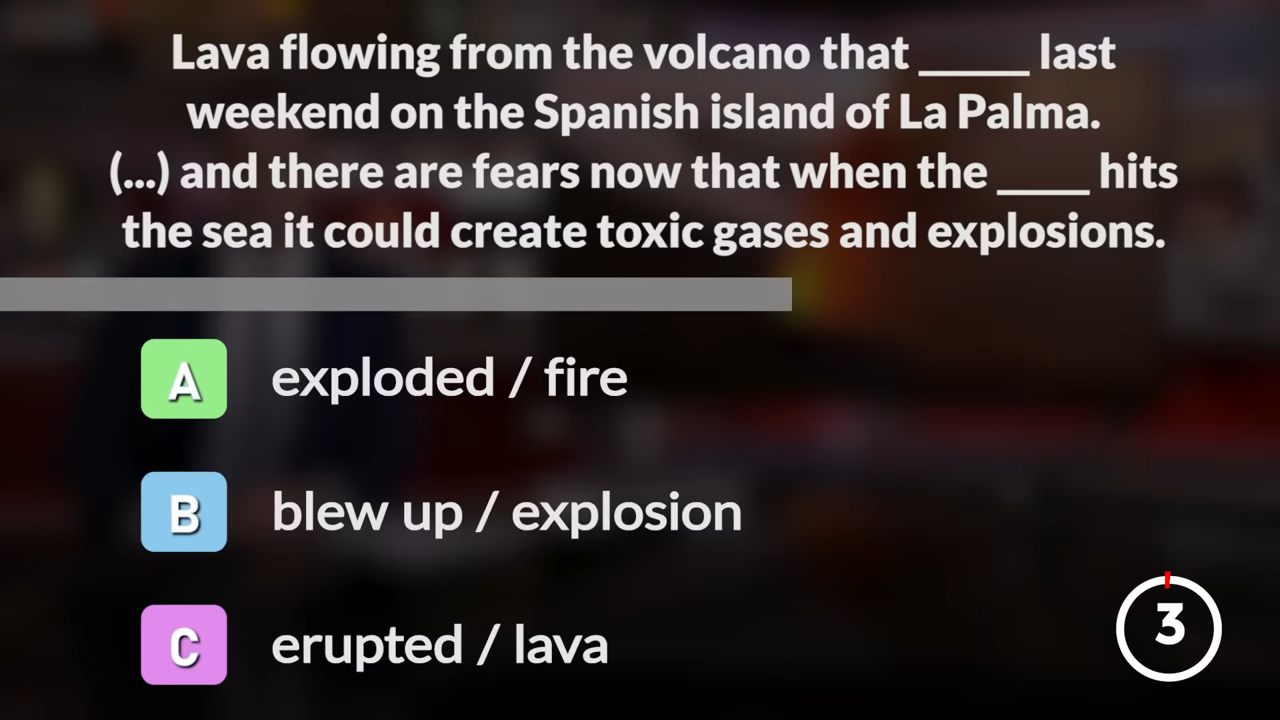 Lava flowing from the volcano that _____ last
weekend on the Spanish island of La Palma.
(...) and there are fears now that when the ____ hits
the sea it could create toxic gases and explosions.
A exploded / fire
B blew up / explosion
C erupted / lava
3